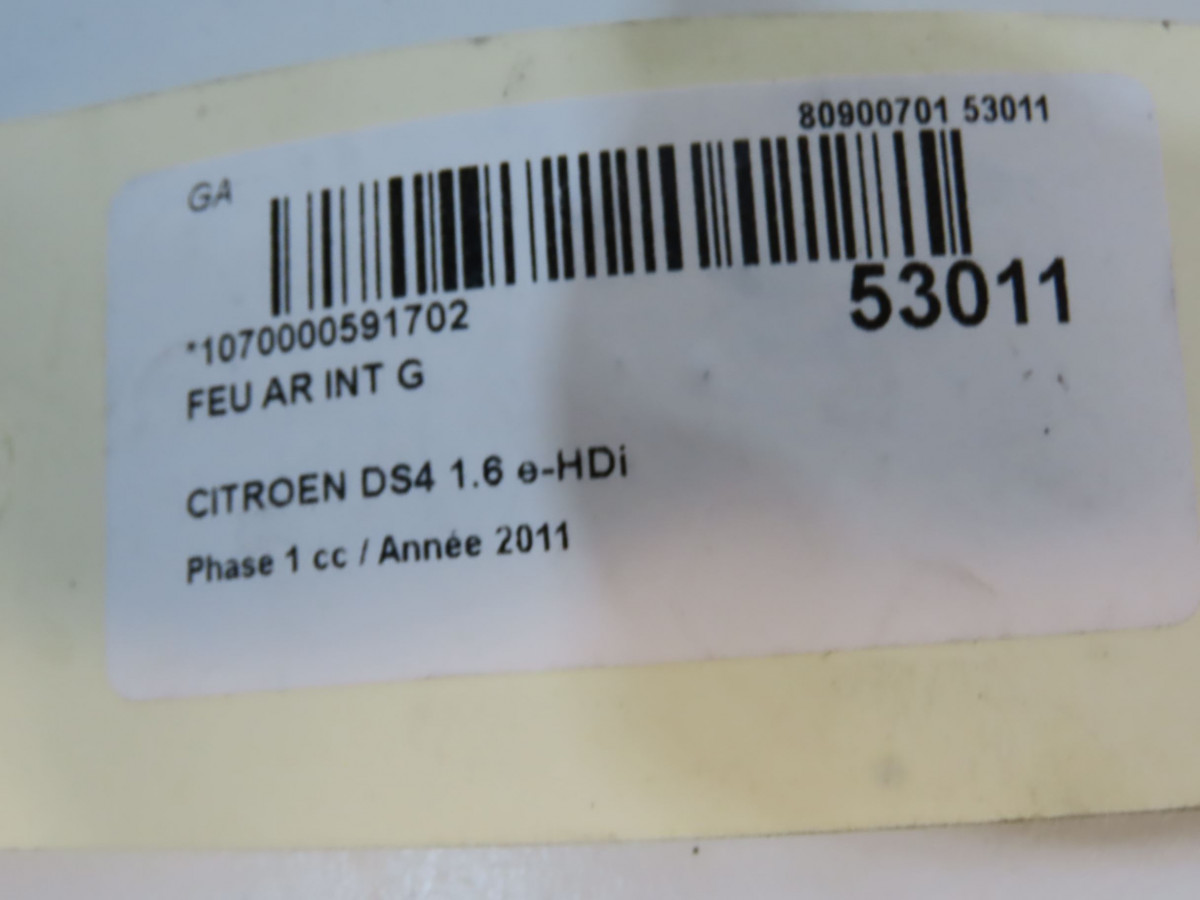 80900701 53011
GA
53011
*1070000591702
FEU AR INT G
CITROEN DS4 1.6 e-HDi
Phase 1 cc / Année 2011